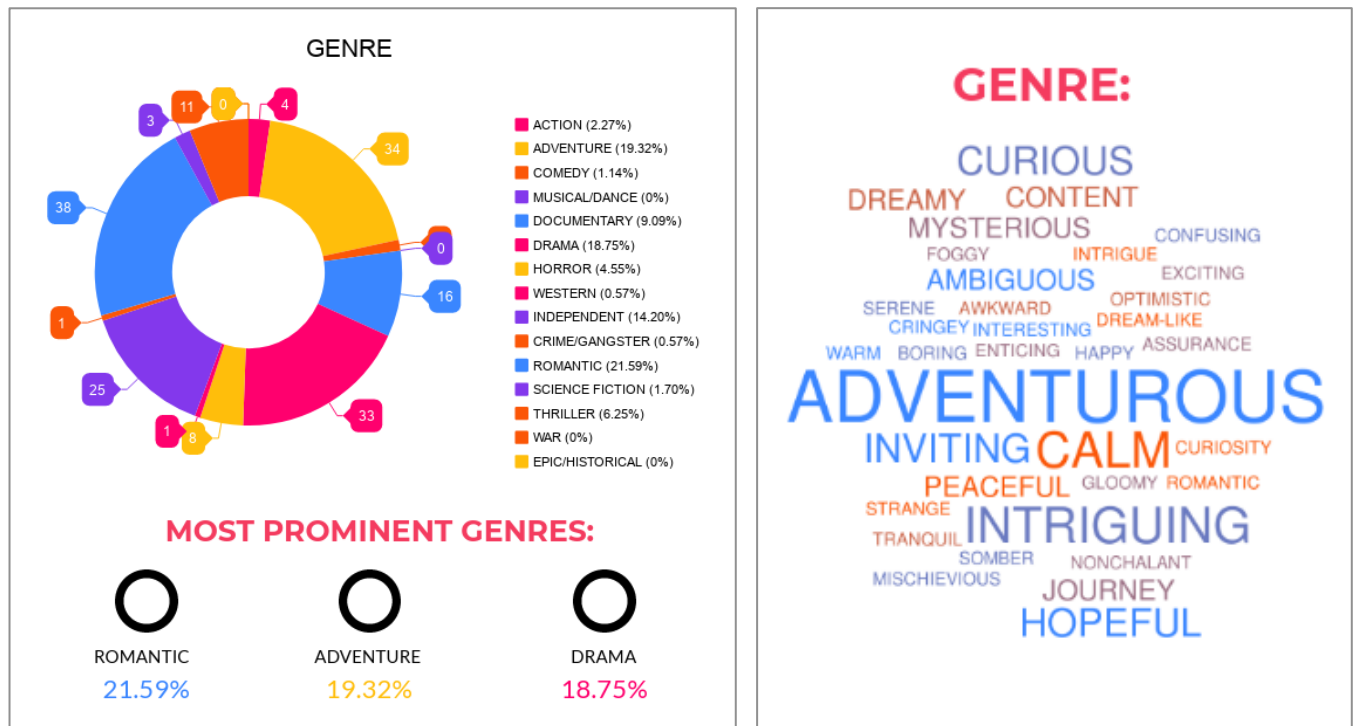 GENRE
0
4
11
3
34
38
0
16
1
25
33
1
8
ACTION (2.27%)
ADVENTURE (19.32%)
COMEDY (1.14%)
MUSICAL/DANCE (0%)
DOCUMENTARY (9.09%)
DRAMA (18.75%)
HORROR (4.55%)
WESTERN (0.57%)
INDEPENDENT (14.20%)
CRIME/GANGSTER (0.57%)
ROMANTIC (21.59%)
SCIENCE FICTION (1.70%)
THRILLER (6.25%)
WAR (0%)
EPIC/HISTORICAL (0%)
MOST PROMINENT GENRES:
ROMANTIC
21.59%
ADVENTURE
19.32%
DRAMA
18.75%
GENRE:
CURIOUS
DREAMY CONTENT
MYSTERIOUS CONFUSING
FOGGY INTRIGUE
AMBIGUOUS EXCITING
SERENE AWKWARD OPTIMISTIC
CRINGEY INTERESTING DREAM-LIKE
WARM BORING ENTICING HAPPY ASSURANCE
ADVENTUROUS
INVITING CALM CURIOSITY
PEACEFUL GLOOMY ROMANTIC
STRANGE INTRIGUING
TRANQUIL
SOMBER NONCHALANT
MISCHIEVIOUS JOURNEY
HOPEFUL